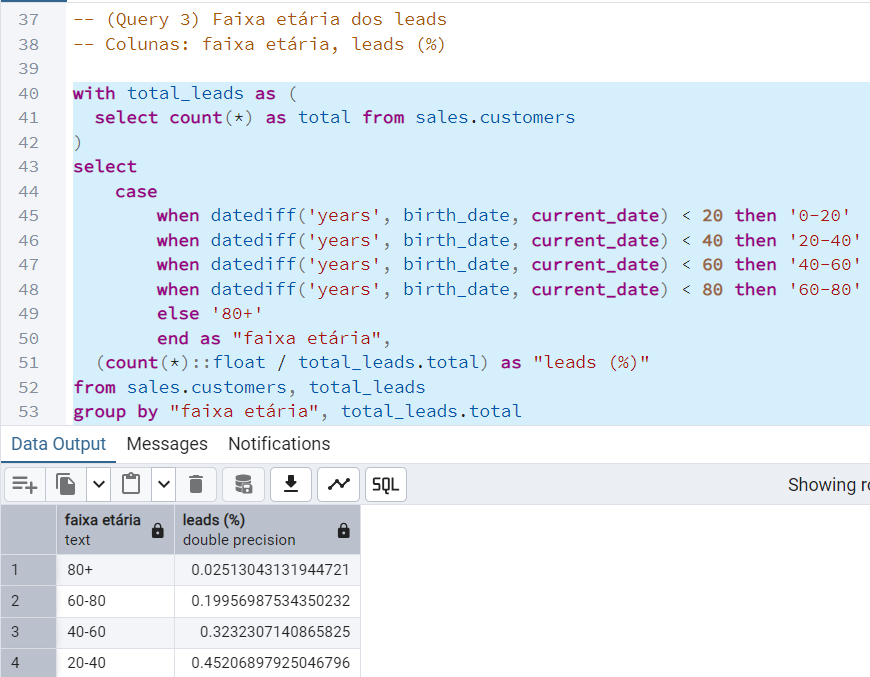 37 -- (Query 3) Faixa etária dos leads
38 -- Colunas: faixa etária, leads (%)
39
40 with total_leads as (
41 select count(*) as total from sales.customers
42 )
43 select
44 case
45 when datediff('years', birth_date, current_date) < 20 then '0-20'
46 when datediff('years', birth_date, current_date) < 40 then '20-40'
47 when datediff('years', birth_date, current_date) < 60 then '40-60'
48 when datediff('years', birth_date, current_date) < 80 then '60-80'
49 else '80+'
50 end as "faixa etária",
51 (count(*)::float / total_leads.total) as "leads (%)"
52 from sales.customers, total_leads
53 group by "faixa etária", total_leads.total
Data Output Messages Notifications
SQL Showing
faixa etária leads (%)
text double precision
1 80+ 0.02513043131944721
2 60-80 0.19956987534350232
3 40-60 0.3232307140865825
4 20-40 0.45206897925046796